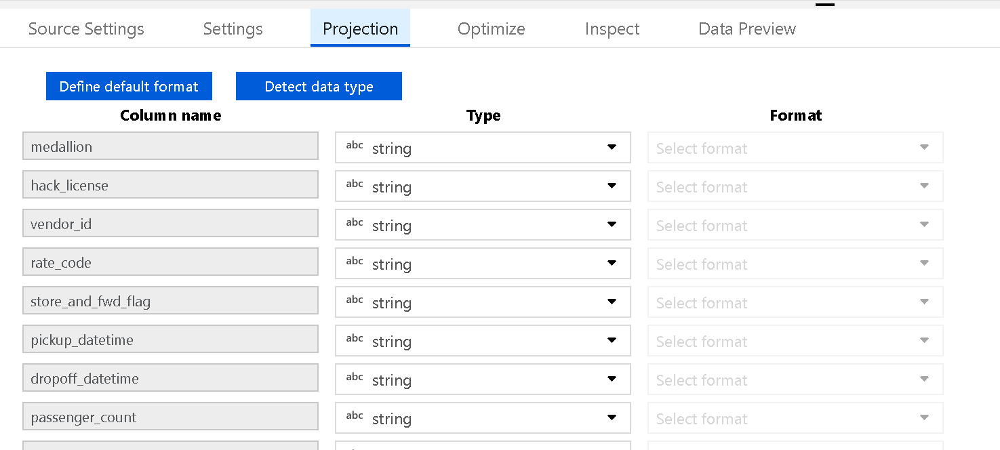 Source Settings Settings Projection Optimize Inspect Data Preview
Define default format Detect data type
Column name Type Format
medallion abc string Select format
hack_license abc string Select format
vendor_id abc string Select format
rate_code abc string Select format
store_and_fwd_flag abc string Select format
pickup_datetime abc string Select format
dropoff_datetime abc string Select format
passenger_count abc string Select format